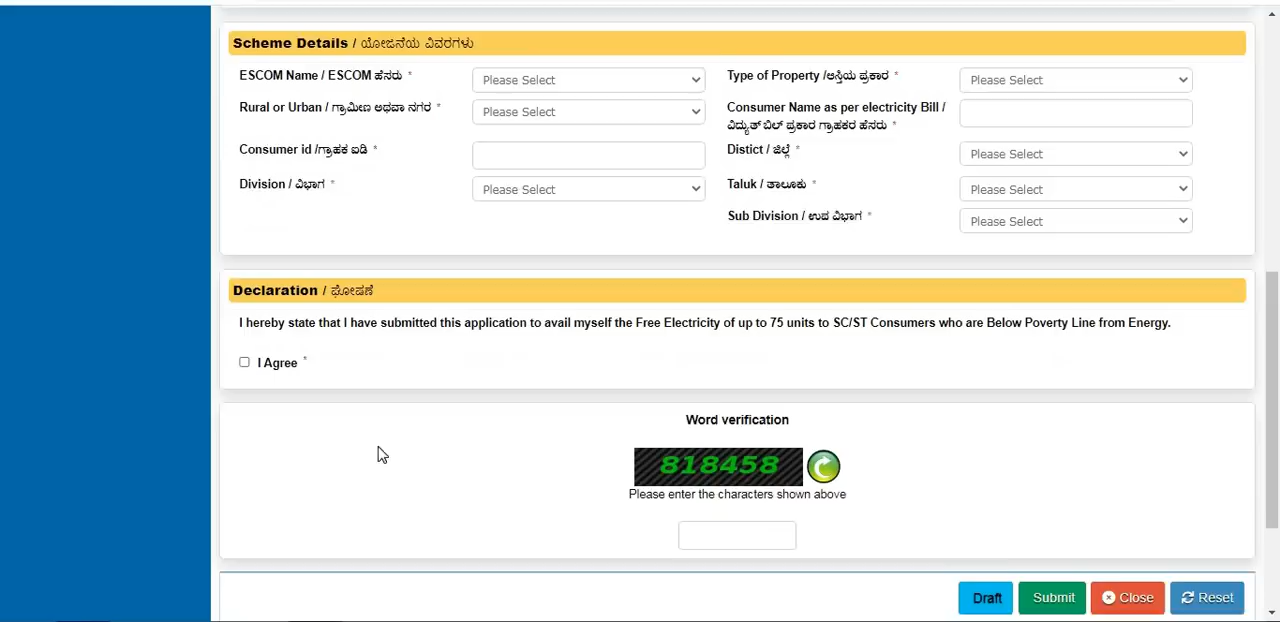 Scheme Details / ಯೋಜನೆಯ ವಿವರಗಳು
ESCOM Name / ESCOM ಹೆಸರು *
Please Select
Type of Property /ಆಸ್ತಿಯ ಪ್ರಕಾರ *
Please Select
Rural or Urban / ಗ್ರಾಮೀಣ ಅಥವಾ ನಗರ *
Please Select
Consumer Name as per electricity Bill /
ವಿದ್ಯುತ್ ಬಿಲ್ ಪ್ರಕಾರ ಗ್ರಾಹಕರ ಹೆಸರು *
Consumer id /ಗ್ರಾಹಕ ಐಡಿ *
Distict / ಜಿಲ್ಲೆ *
Please Select
Division / ವಿಭಾಗ *
Please Select
Taluk / ತಾಲೂಕು *
Please Select
Sub Division / ಉಪ ವಿಭಾಗ *
Please Select
Declaration / ಘೋಷಣೆ
I hereby state that I have submitted this application to avail myself the Free Electricity of up to 75 units to SC/ST Consumers who are Below Poverty Line from Energy.
I Agree *
Word verification
818458
Please enter the characters shown above
Draft
Submit
Close
Reset